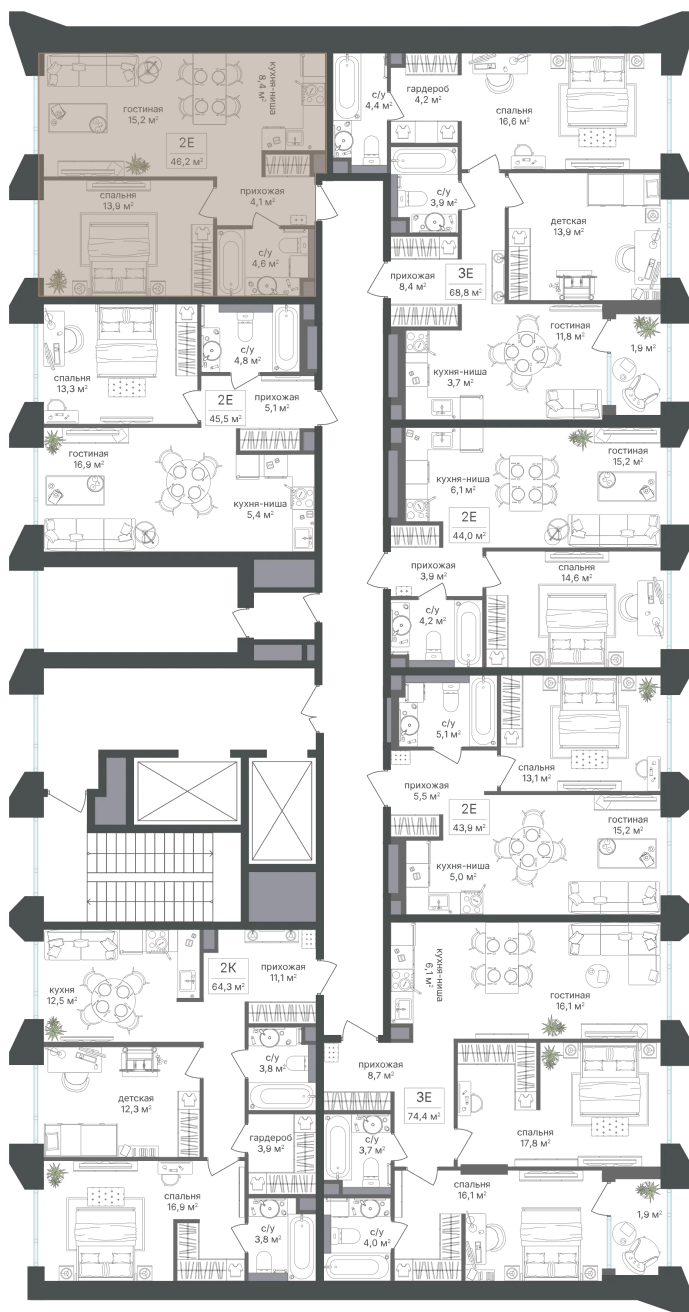 гостиная
15,2 м²
кухня-ниша
8,4 м²
2Е
46,2 м²
спальня
13,9 м²
прихожая
4,1 м²
с/у
4,6 м²
с/у
4,4 м²
гардероб
4,2 м²
спальня
16,6 м²
с/у
3,9 м²
детская
13,9 м²
прихожая
8,4 м²
3Е
68,8 м²
гостиная
11,8 м²
1,9 м²
кухня-ниша
3,7 м²
с/у
4,8 м²
спальня
13,3 м²
2Е
45,5 м²
прихожая
5,1 м²
гостиная
16,9 м²
кухня-ниша
5,4 м²
кухня-ниша
6,1 м²
гостиная
15,2 м²
2Е
44,0 м²
прихожая
3,9 м²
спальня
14,6 м²
с/у
4,2 м²
с/у
5,1 м²
спальня
13,1 м²
прихожая
5,5 м²
2Е
43,9 м²
гостиная
15,2 м²
кухня-ниша
5,0 м²
кухня
12,5 м²
2К
64,3 м²
прихожая
11,1 м²
с/у
3,8 м²
детская
12,3 м²
гардероб
3,9 м²
спальня
16,9 м²
с/у
3,8 м²
кухня-ниша
6,1 м²
гостиная
16,1 м²
прихожая
8,7 м²
3Е
74,4 м²
спальня
17,8 м²
с/у
3,7 м²
спальня
16,1 м²
с/у
4,0 м²
1,9 м²